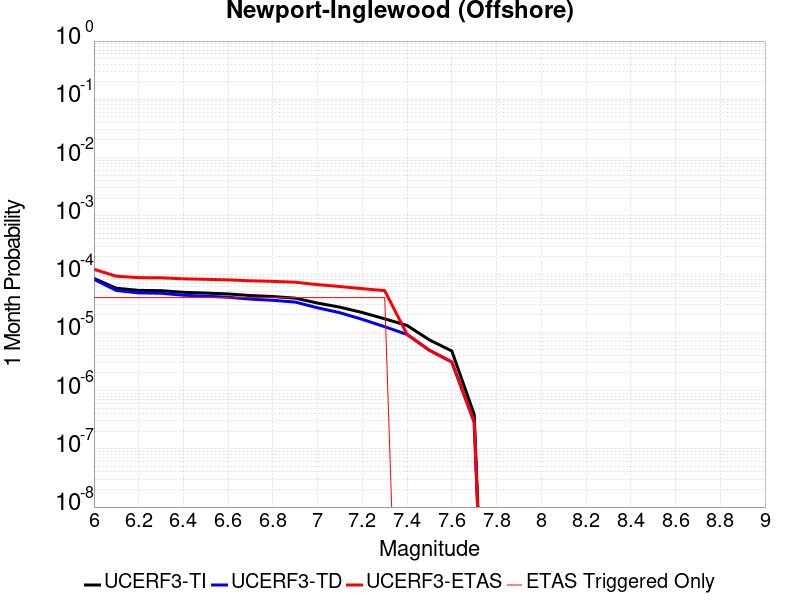 Newport-Inglewood (Offshore)
10^0
10^-1
10^-2
10^-3
10^-4
10^-5
10^-6
10^-7
10^-8
1 Month Probability
6 6.2 6.4 6.6 6.8 7 7.2 7.4 7.6 7.8 8 8.2 8.4 8.6 8.8 9
Magnitude
UCERF3-TI UCERF3-TD UCERF3-ETAS ETAS Triggered Only